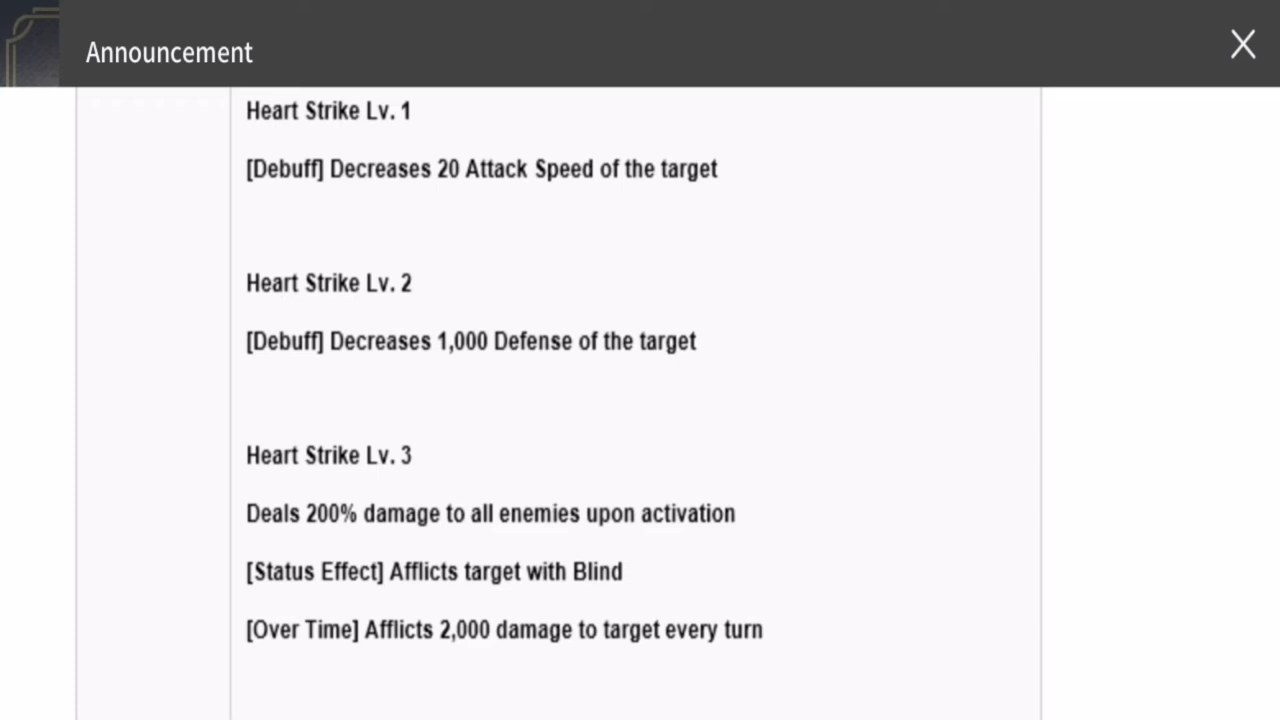 Announcement
Heart Strike Lv. 1
[Debuff] Decreases 20 Attack Speed of the target
Heart Strike Lv. 2
[Debuff] Decreases 1,000 Defense of the target
Heart Strike Lv. 3
Deals 200% damage to all enemies upon activation
[Status Effect] Afflicts target with Blind
[Over Time] Afflicts 2,000 damage to target every turn